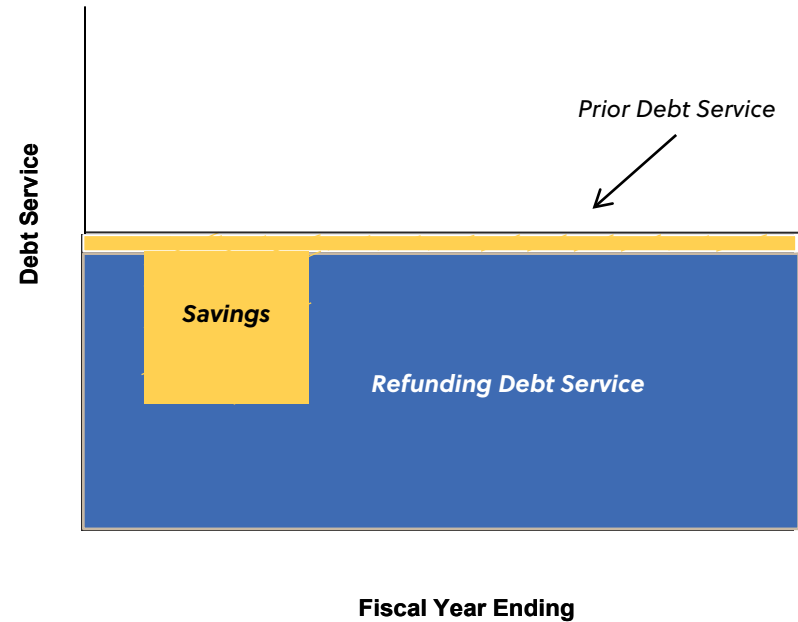 Prior Debt Service
Debt Service
Savings
Refunding Debt Service
Fiscal Year Ending